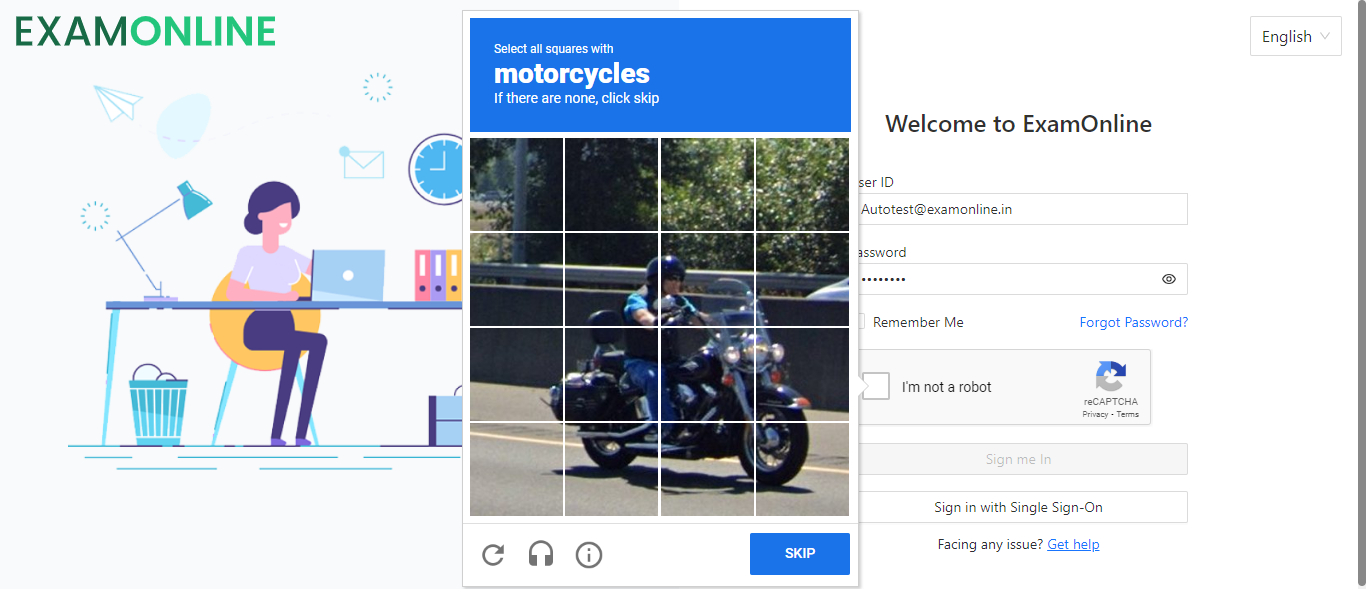 EXAMONLINE
Select all squares with
motorcycles
If there are none, click skip
SKIP
English
Welcome to ExamOnline
ser ID
Autotest@examonline.in
assword
••••••••
Remember Me
Forgot Password?
I'm not a robot
reCAPTCHA
Privacy - Terms
Sign me In
Sign in with Single Sign-On
Facing any issue? Get help